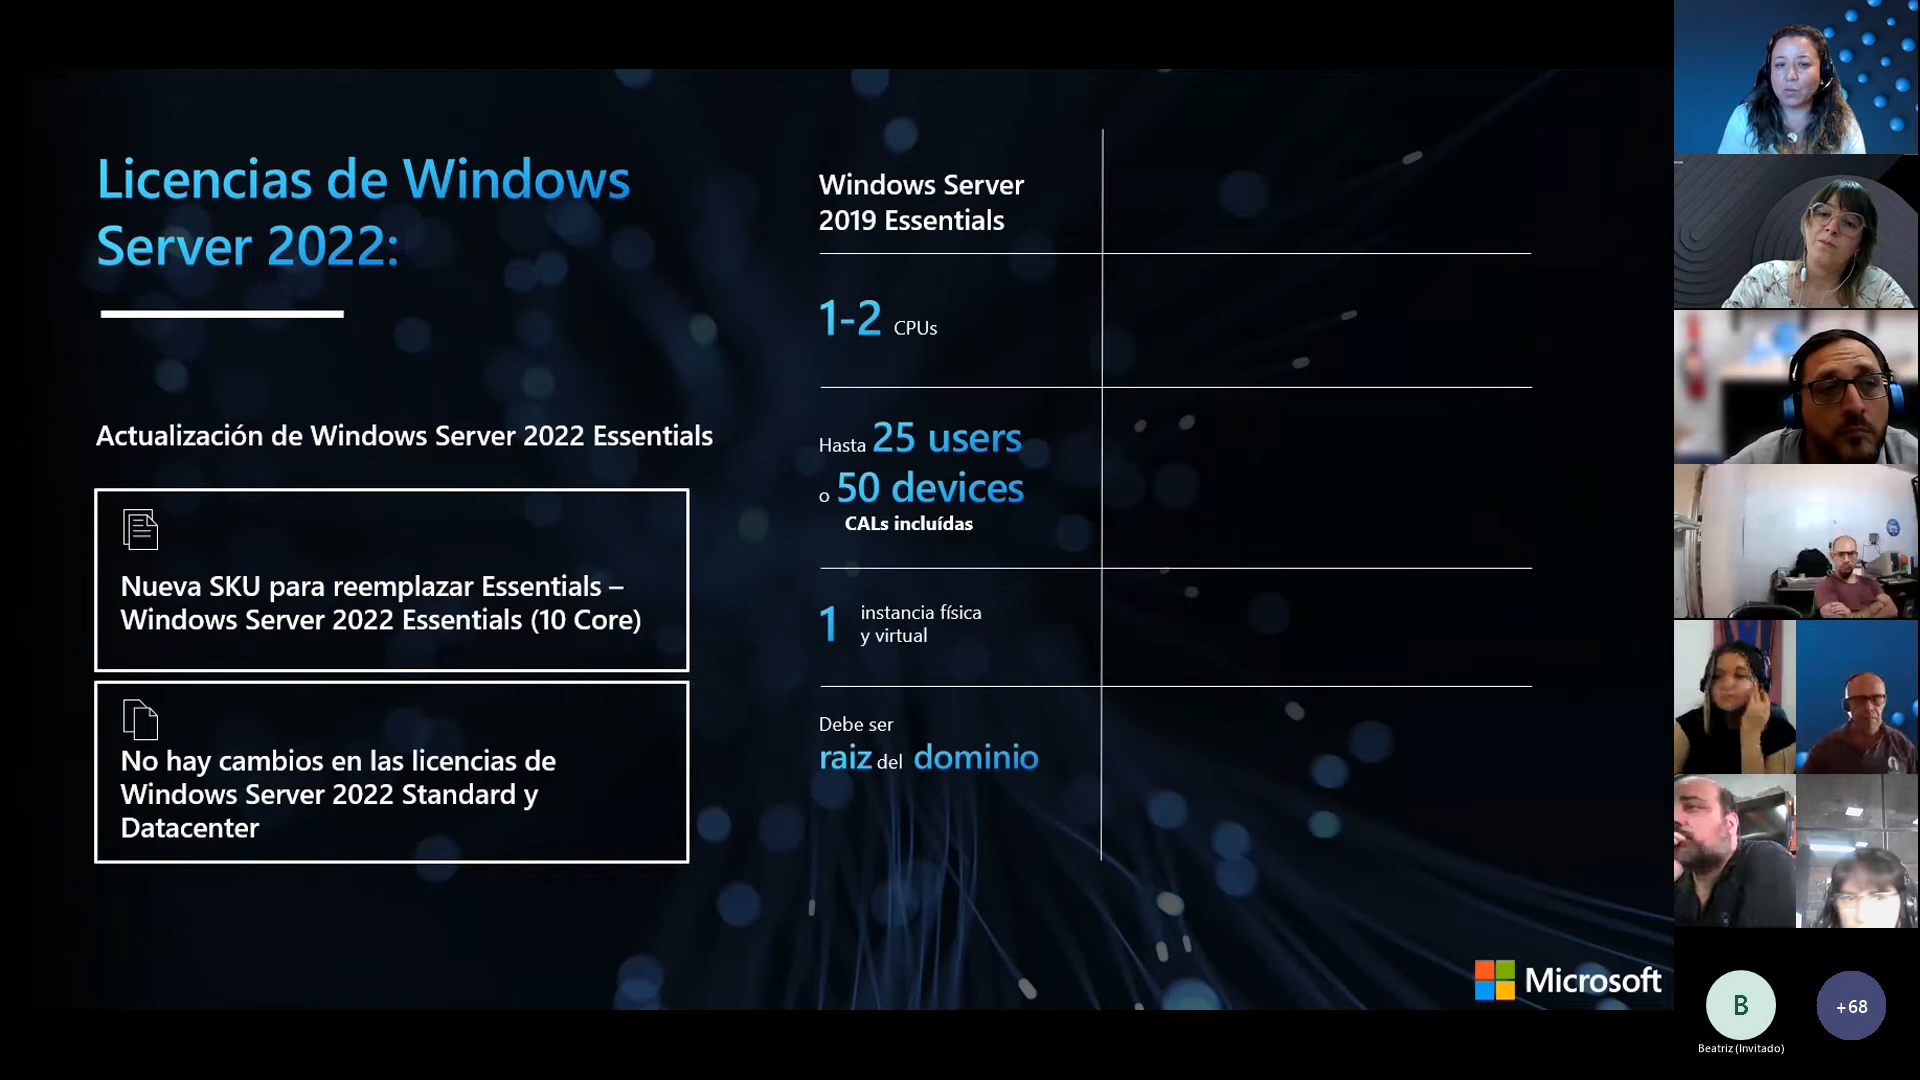 Licencias de Windows
Server 2022:
Actualización de Windows Server 2022 Essentials
Nueva SKU para reemplazar Essentials –
Windows Server 2022 Essentials (10 Core)
No hay cambios en las licencias de
Windows Server 2022 Standard y
Datacenter
Windows Server
2019 Essentials
1-2 CPUs
Hasta 25 users
o 50 devices
CALs incluídas
1 instancia física
y virtual
Debe ser
raiz del dominio
Microsoft
B
Beatriz (Invitado)
+68